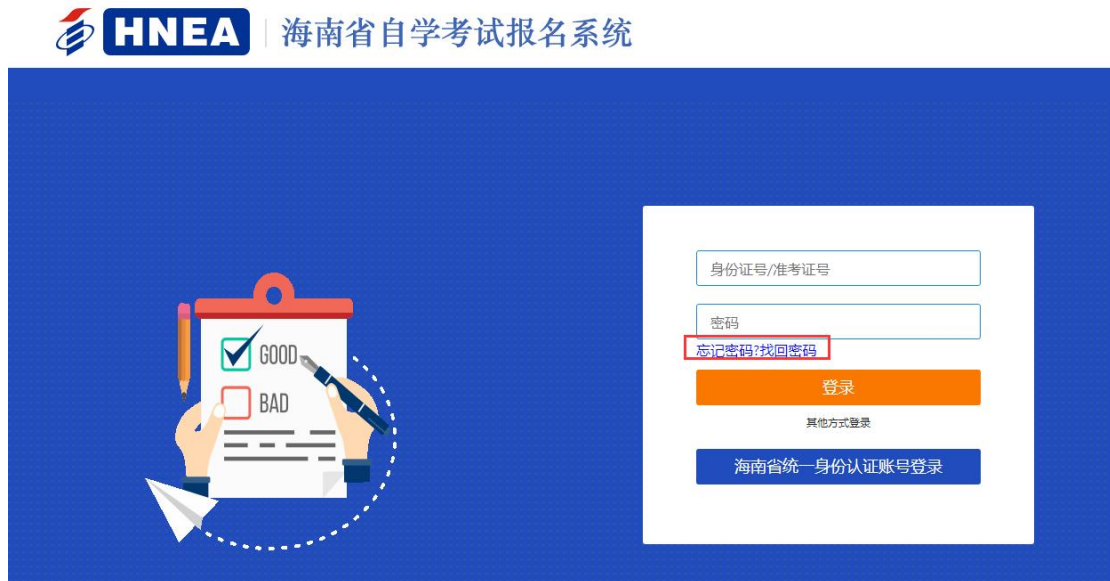 HNEA
海南省自学考试报名系统
身份证号/准考证号
密码
忘记密码?找回密码
登录
其他方式登录
海南省统一身份认证账号登录
GOOD
BAD